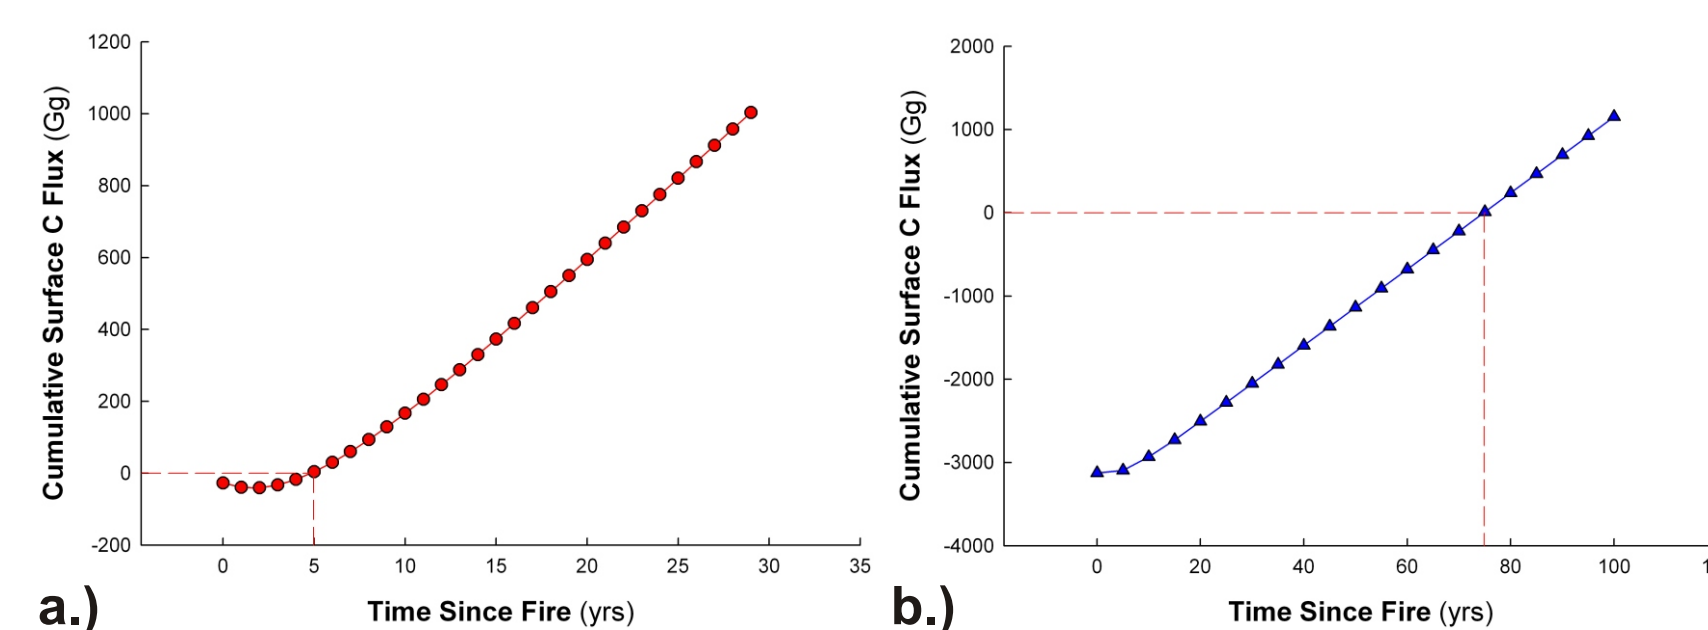 1200
1000
800
600
400
200
0
-200
Cumulative Surface C Flux (Gg)
0 5 10 15 20 25 30 35
Time Since Fire (yrs)
a.)
2000
1000
0
-1000
-2000
-3000
-4000
Cumulative Surface C Flux (Gg)
0 20 40 60 80 100
Time Since Fire (yrs)
b.)